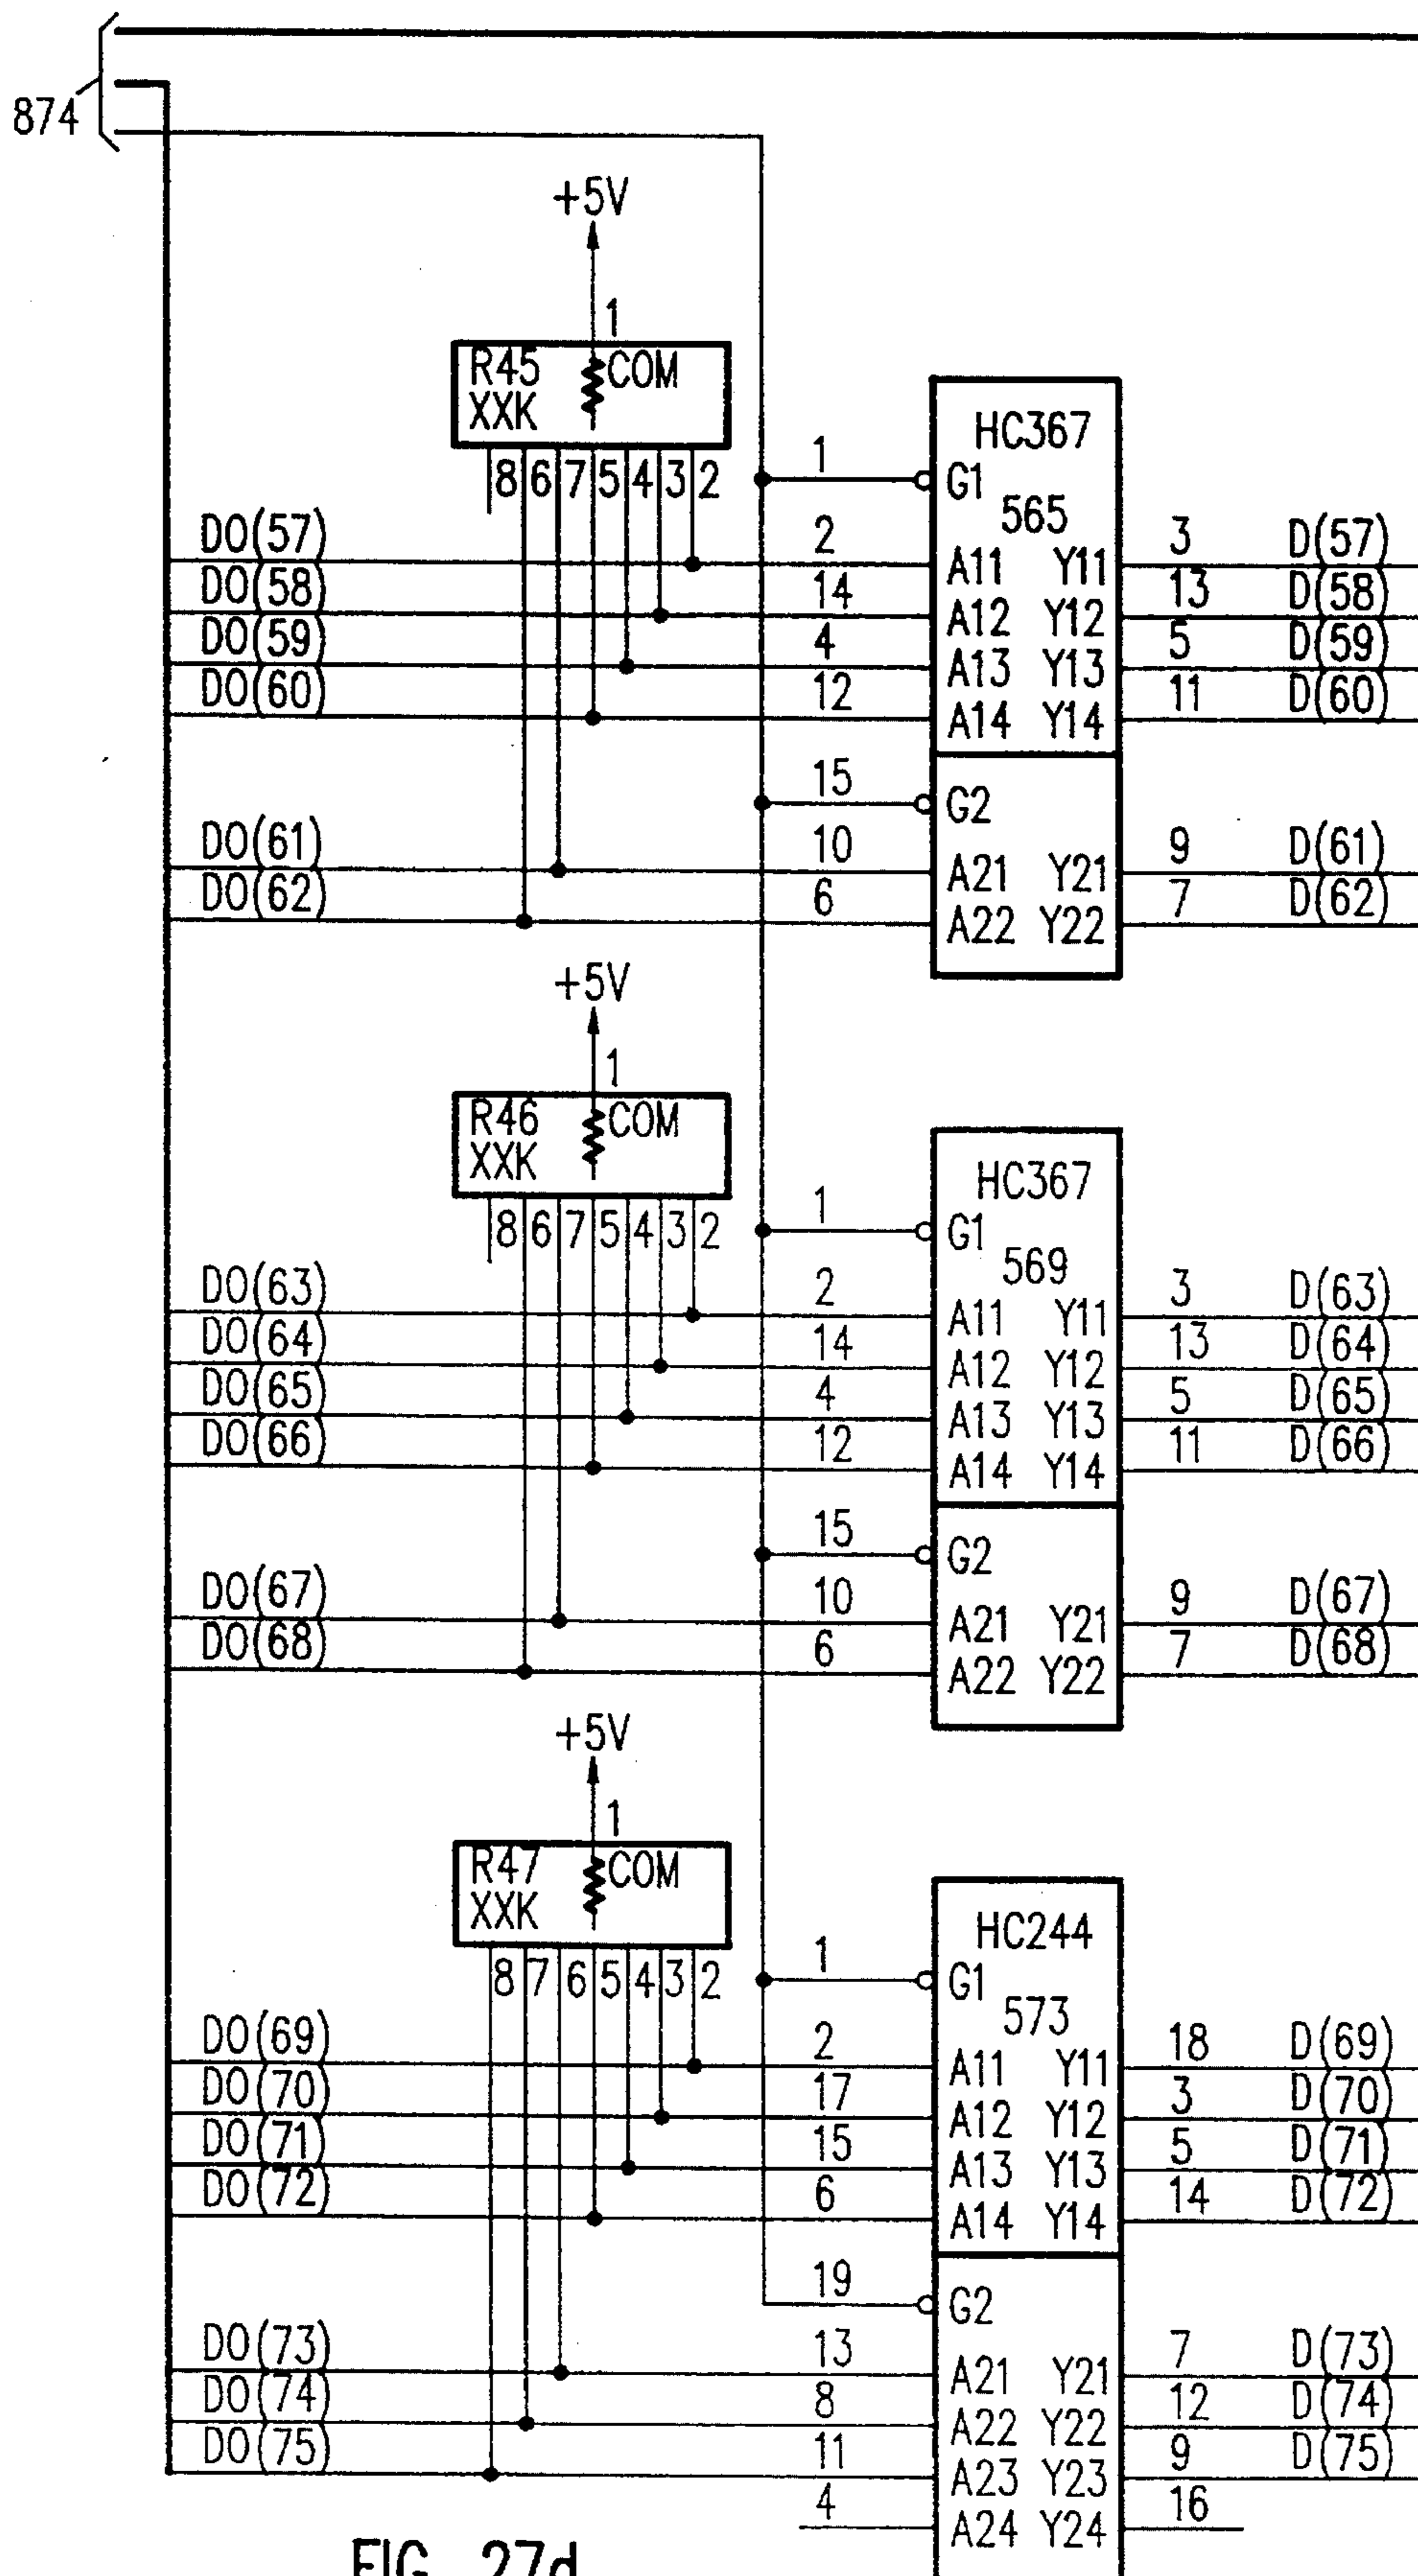 874
+5V
1
R45 COM
XXK
8 6 7 5 4 3 2
HC367
1 G1
565
DO(57) 2 A11 Y11 3 D(57)
DO(58) 14 A12 Y12 13 D(58)
DO(59) 4 A13 Y13 5 D(59)
DO(60) 12 A14 Y14 11 D(60)
15 G2
DO(61) 10 A21 Y21 9 D(61)
DO(62) 6 A22 Y22 7 D(62)
+5V
1
R46 COM
XXK
8 6 7 5 4 3 2
HC367
1 G1
569
DO(63) 2 A11 Y11 3 D(63)
DO(64) 14 A12 Y12 13 D(64)
DO(65) 4 A13 Y13 5 D(65)
DO(66) 12 A14 Y14 11 D(66)
15 G2
DO(67) 10 A21 Y21 9 D(67)
DO(68) 6 A22 Y22 7 D(68)
+5V
1
R47 COM
XXK
8 7 6 5 4 3 2
HC244
1 G1
573
DO(69) 2 A11 Y11 18 D(69)
DO(70) 17 A12 Y12 3 D(70)
DO(71) 15 A13 Y13 5 D(71)
DO(72) 6 A14 Y14 14 D(72)
19 G2
DO(73) 13 A21 Y21 7 D(73)
DO(74) 8 A22 Y22 12 D(74)
DO(75) 11 A23 Y23 9 D(75)
4 A24 Y24 16
FIG. 27d